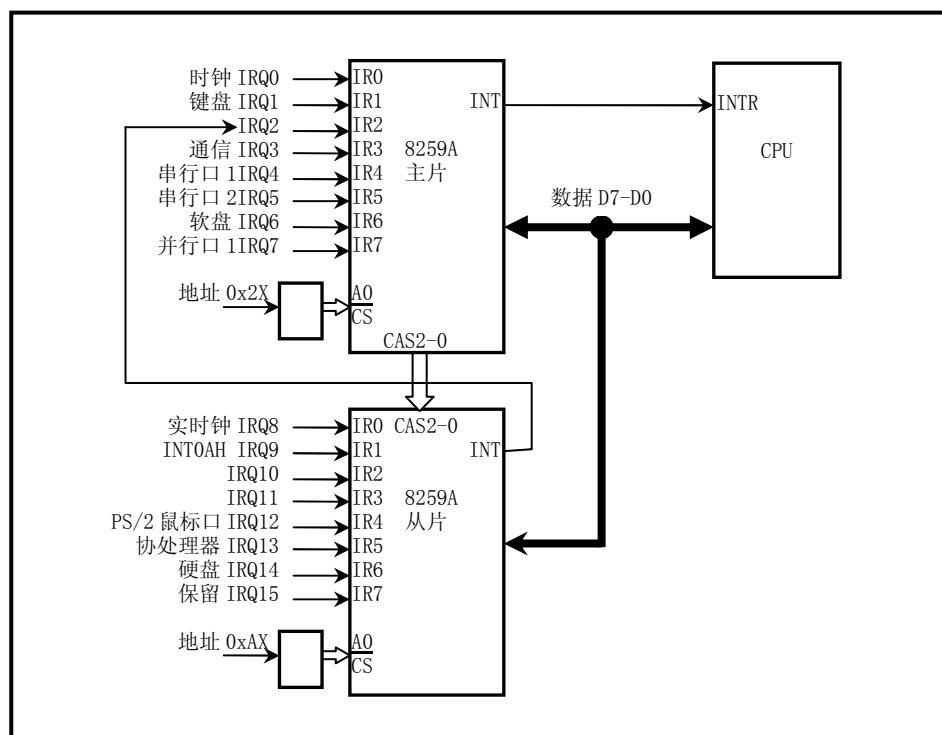 时钟 IRQ0
键盘 IRQ1
IRQ2
通信 IRQ3
串行口 1IRQ4
串行口 2IRQ5
软盘 IRQ6
并行口 1IRQ7
地址 0x2X
IR0
IR1
IR2
IR3
IR4
IR5
IR6
IR7
A0
CS
INT
8259A
主片
CAS2-0
INTR
CPU
数据 D7-D0
实时钟 IRQ8
INT0AH IRQ9
IRQ10
IRQ11
PS/2 鼠标口 IRQ12
协处理器 IRQ13
硬盘 IRQ14
保留 IRQ15
地址 0xAX
IR0 CAS2-0
IR1
IR2
IR3
IR4
IR5
IR6
IR7
A0
CS
INT
8259A
从片